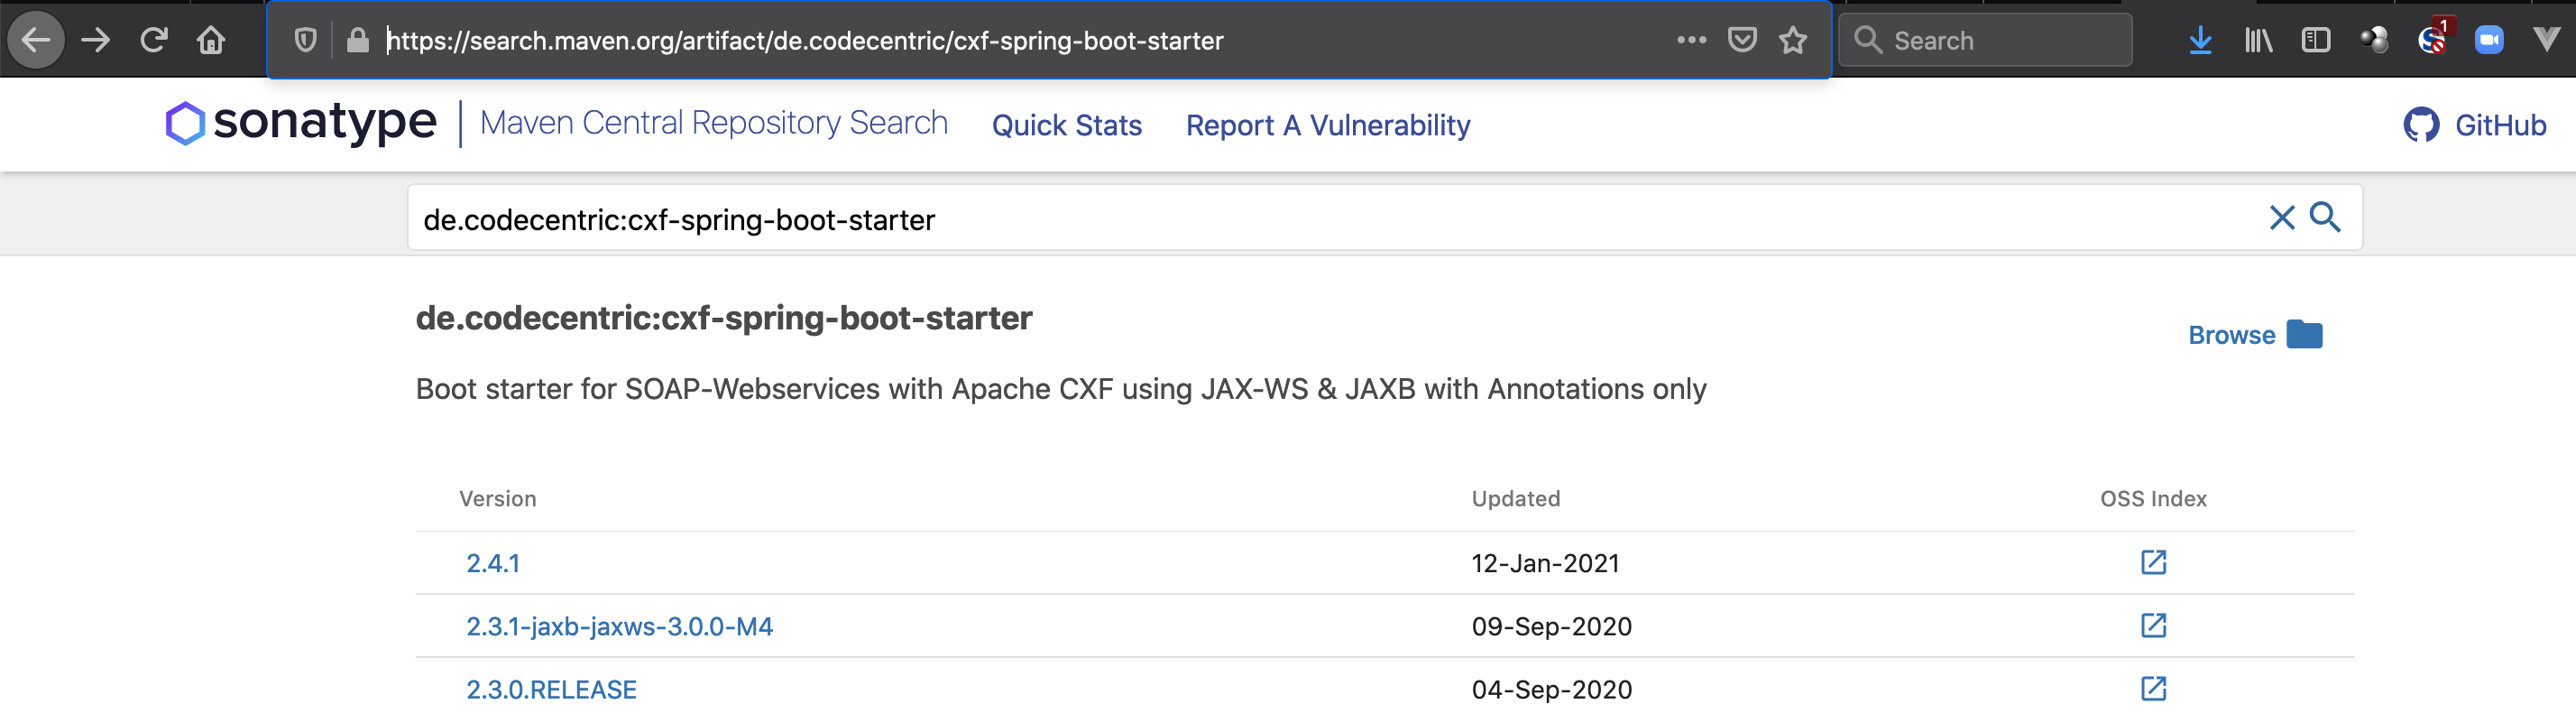 https://search.maven.org/artifact/de.codecentric/cxf-spring-boot-starter
Search
1
sonatype
Maven Central Repository Search
Quick Stats
Report A Vulnerability
GitHub
de.codecentric:cxf-spring-boot-starter
de.codecentric:cxf-spring-boot-starter
Browse
Boot starter for SOAP-Webservices with Apache CXF using JAX-WS & JAXB with Annotations only
Version Updated OSS Index
2.4.1 12-Jan-2021
2.3.1-jaxb-jaxws-3.0.0-M4 09-Sep-2020
2.3.0.RELEASE 04-Sep-2020